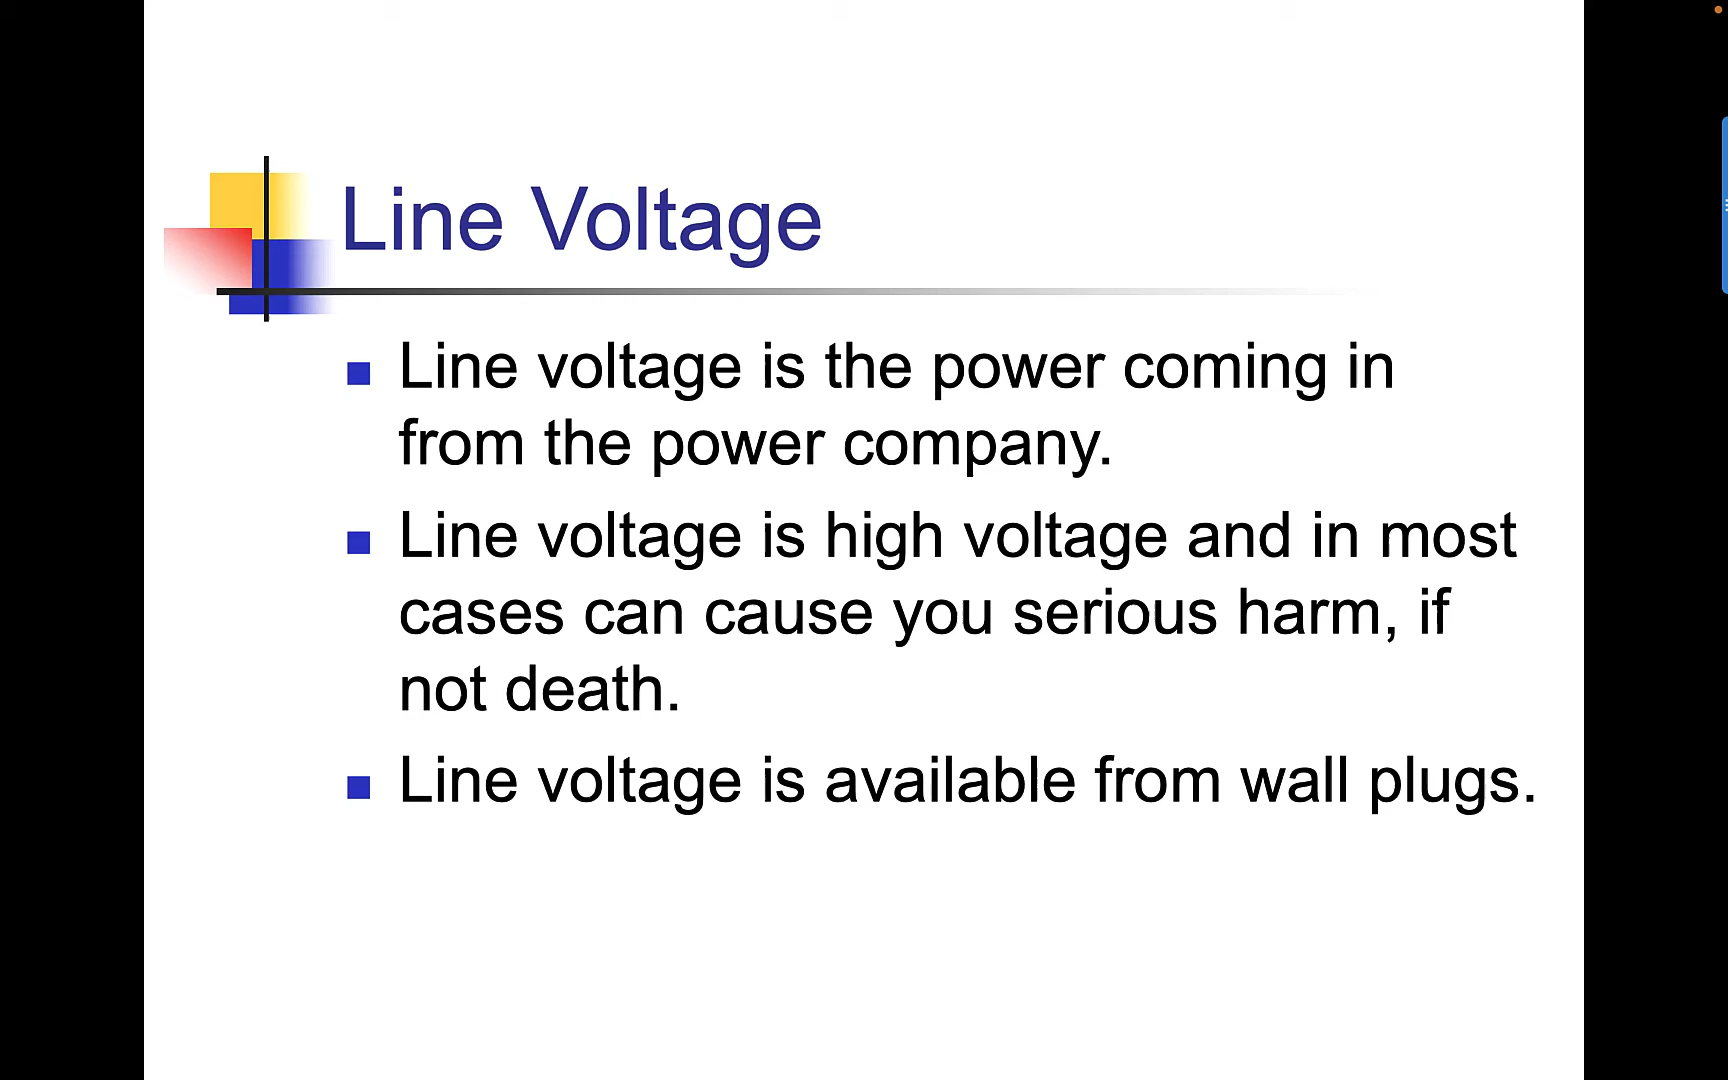 Line Voltage
Line voltage is the power coming in
from the power company.
Line voltage is high voltage and in most
cases can cause you serious harm, if
not death.
Line voltage is available from wall plugs.